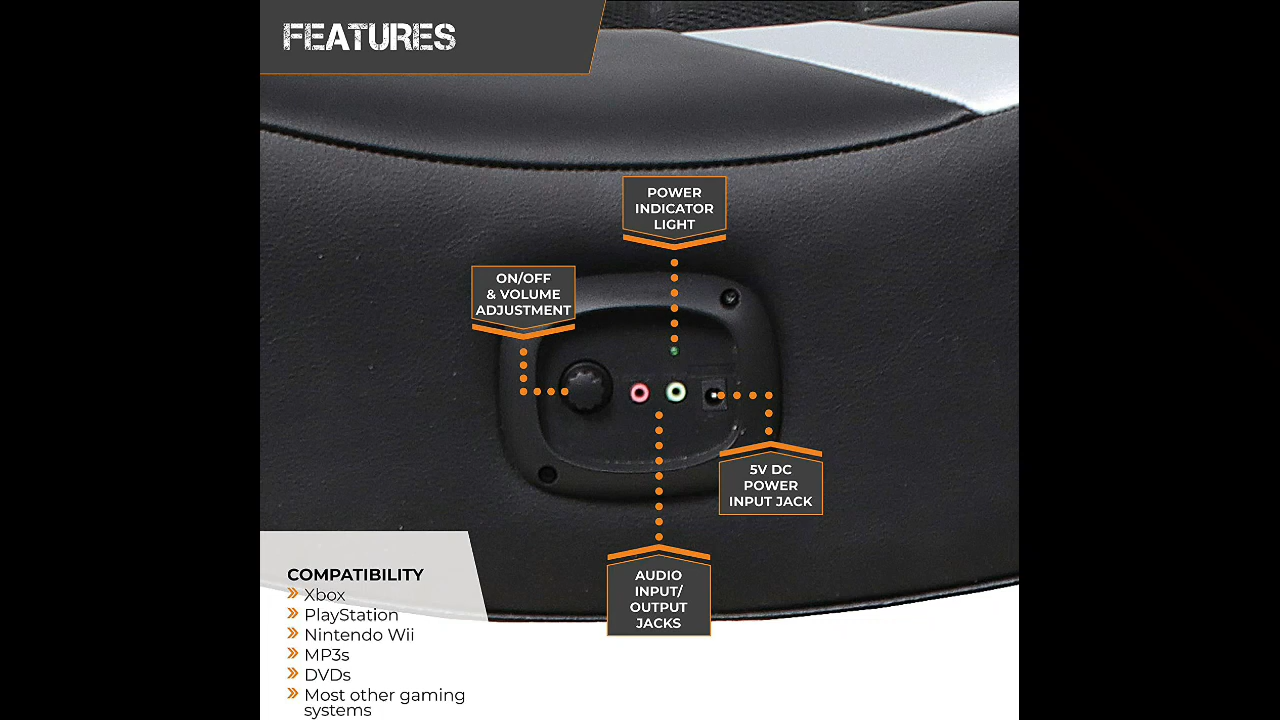 FEATURES
POWER
INDICATOR
LIGHT
ON/OFF
& VOLUME
ADJUSTMENT
5V DC
POWER
INPUT JACK
AUDIO
INPUT/
OUTPUT
JACKS
COMPATIBILITY
Xbox
PlayStation
Nintendo Wii
MP3s
DVDs
Most other gaming
systems